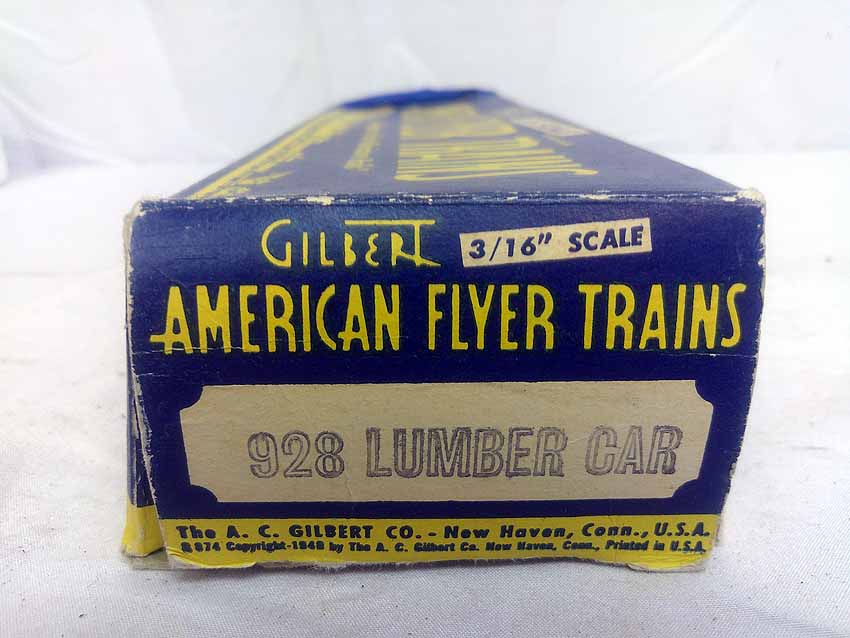 GILBERT 3/16" SCALE
AMERICAN FLYER TRAINS
928 LUMBER CAR
The A. C. GILBERT CO. - New Haven, Conn., U.S.A.
Copyright-1948 by The A. C. Gilbert Co. New Haven, Conn., Printed in U.S.A.